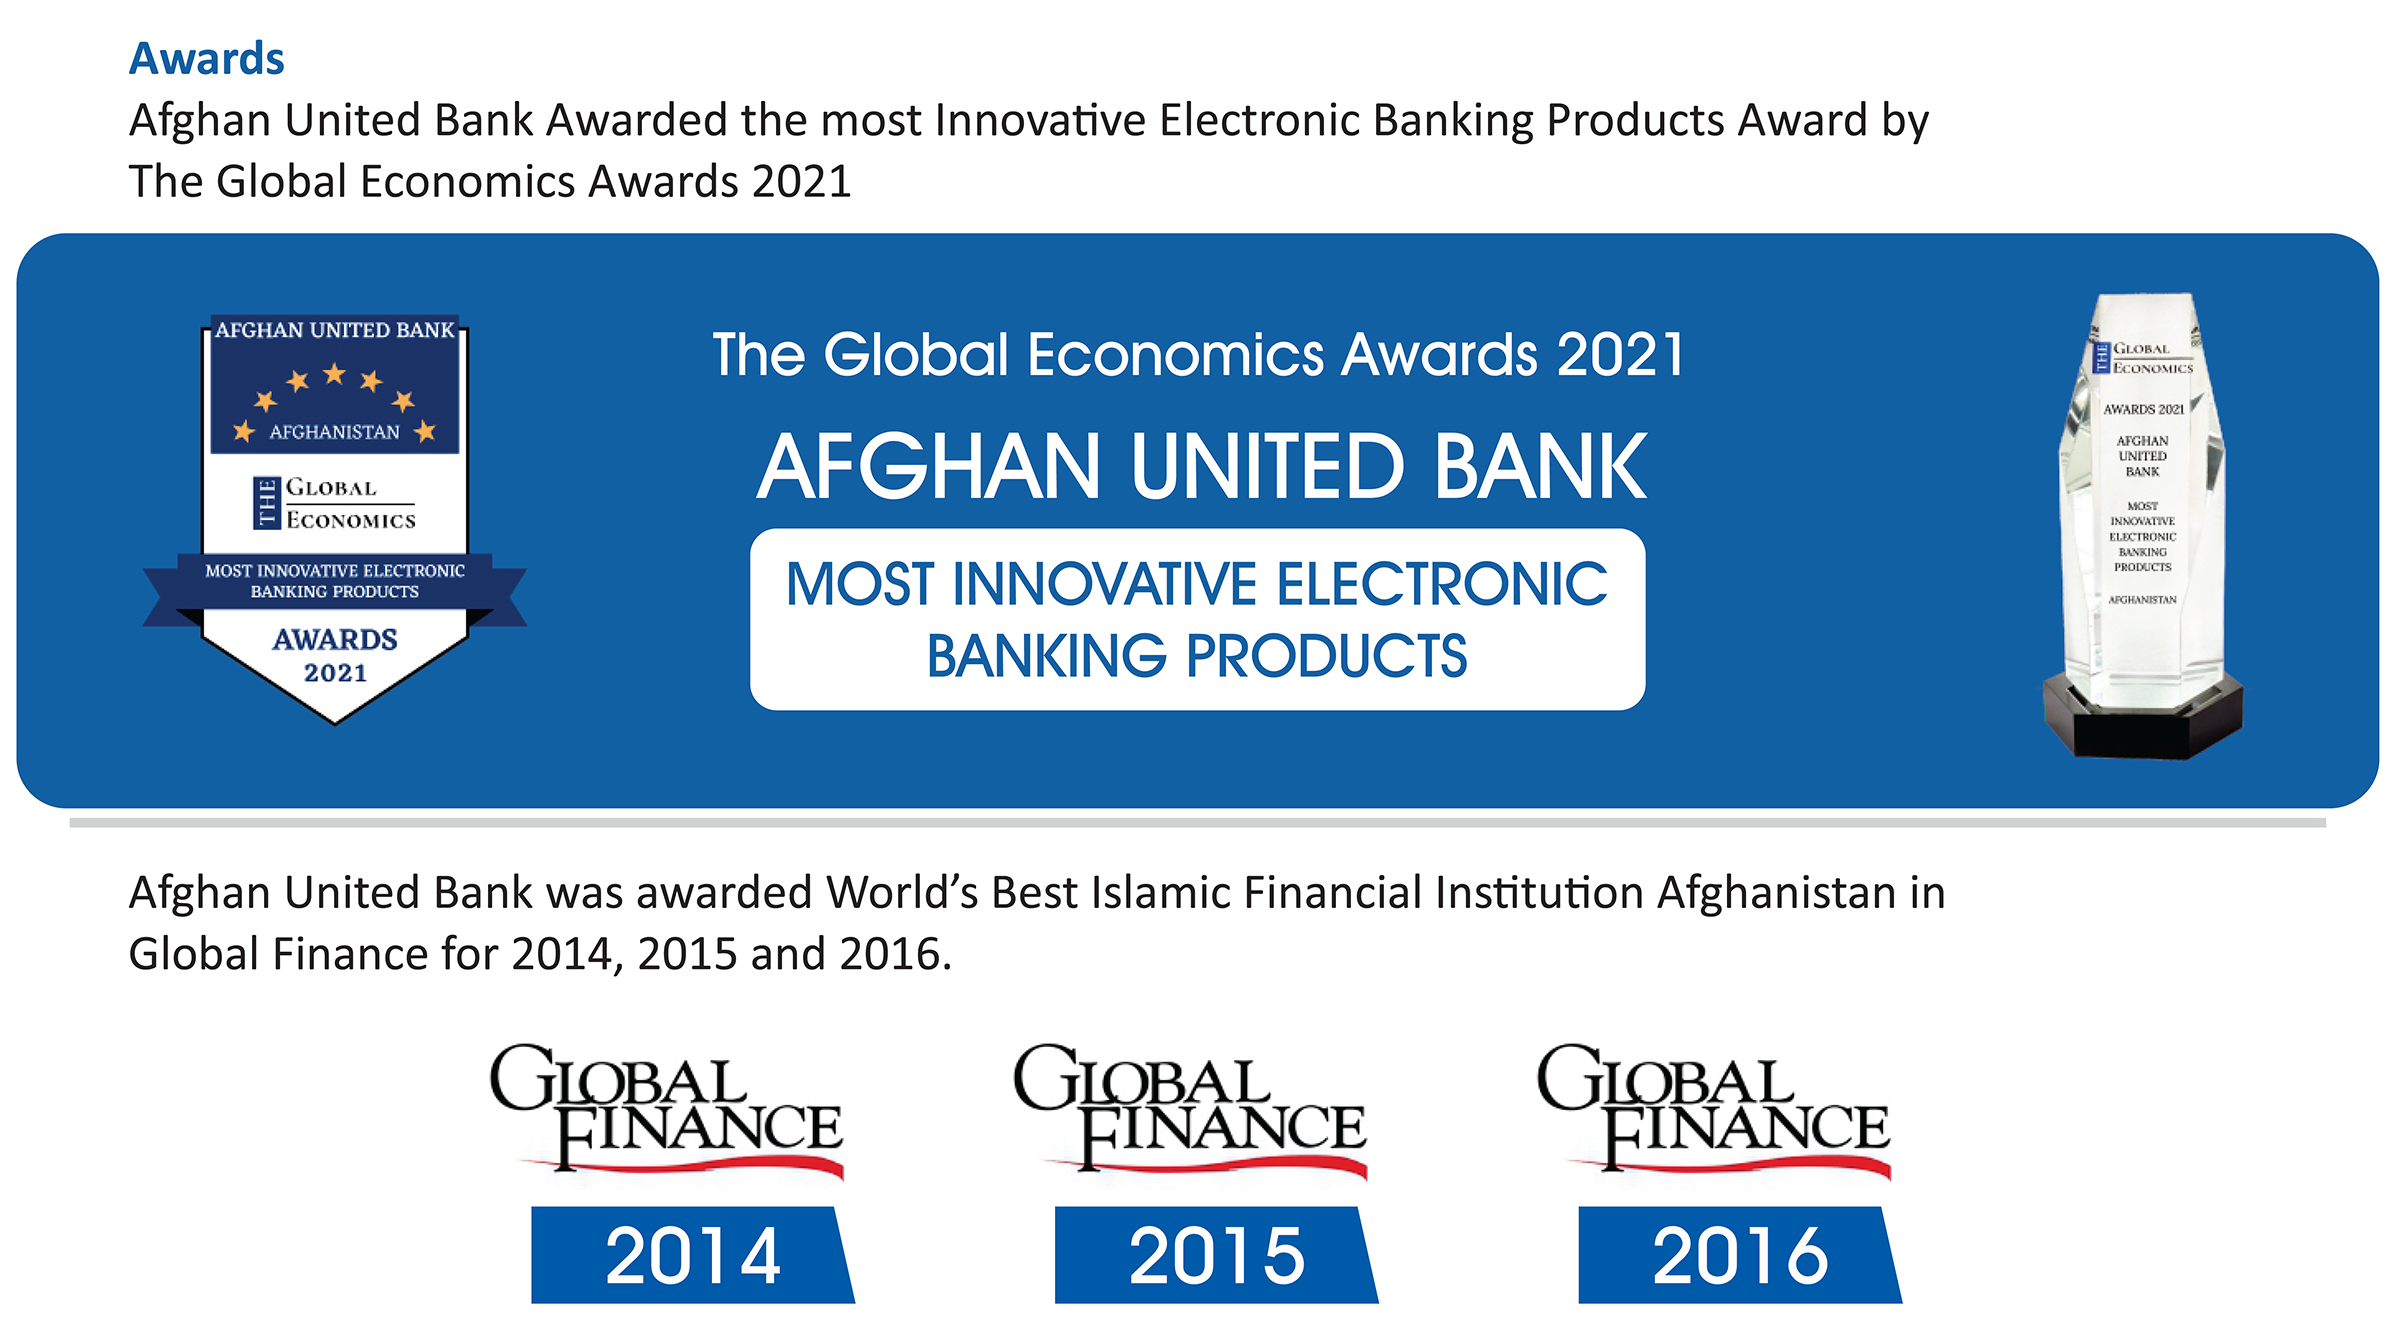 Awards
Afghan United Bank Awarded the most Innovative Electronic Banking Products Award by
The Global Economics Awards 2021
AFGHAN UNITED BANK
AFGHANISTAN
THE
GLOBAL
ECONOMICS
MOST INNOVATIVE ELECTRONIC
BANKING PRODUCTS
AWARDS
2021
The Global Economics Awards 2021
AFGHAN UNITED BANK
MOST INNOVATIVE ELECTRONIC
BANKING PRODUCTS
THE
GLOBAL
ECONOMICS
AWARDS 2021
AFGHAN
UNITED
BANK
MOST
INNOVATIVE
ELECTRONIC
BANKING
PRODUCTS
AFGHANISTAN
Afghan United Bank was awarded World’s Best Islamic Financial Institution Afghanistan in
Global Finance for 2014, 2015 and 2016.
GLOBAL
FINANCE
2014
GLOBAL
FINANCE
2015
GLOBAL
FINANCE
2016